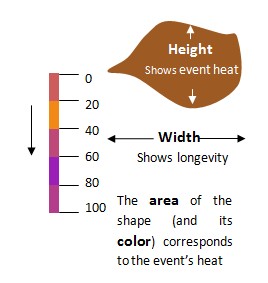 Height
Shows event heat
0
20
40
60
80
100
Width
Shows longevity
The area of the
shape (and its
color) corresponds
to the event's heat